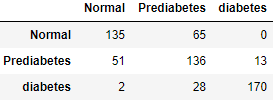 Normal Prediabetes diabetes
Normal 135 65 0
Prediabetes 51 136 13
diabetes 2 28 170